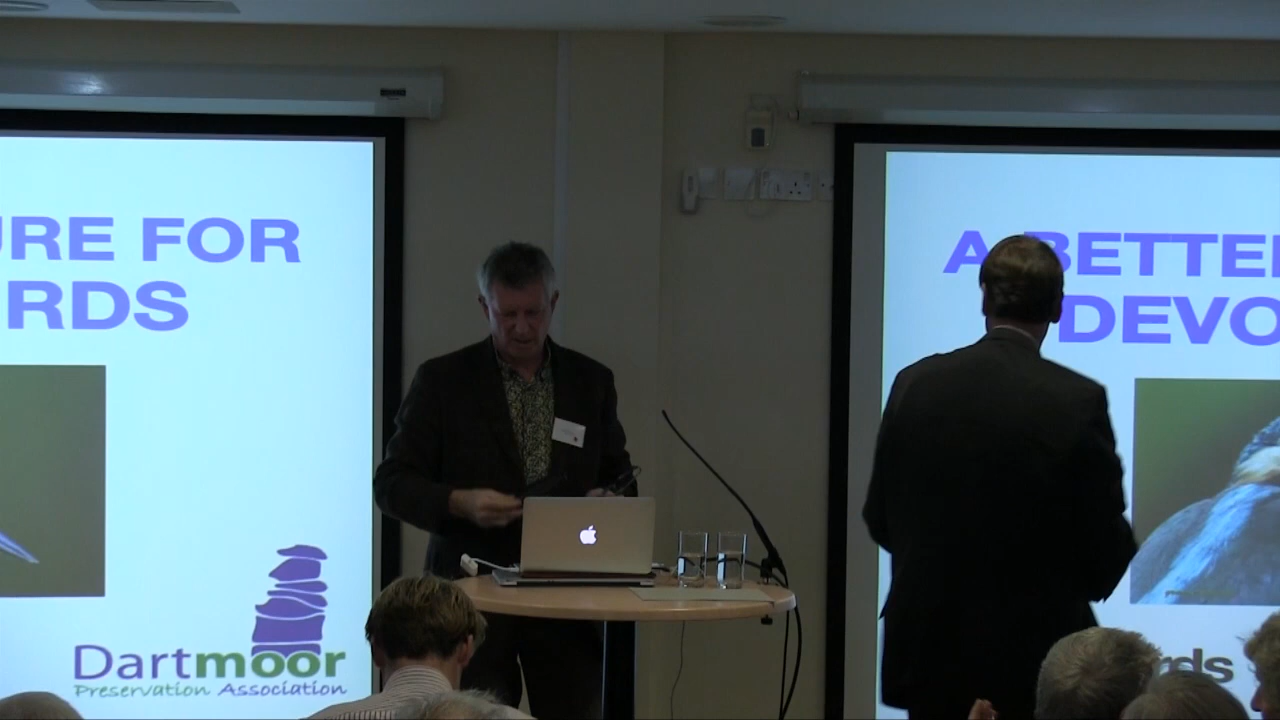 URE FOR
RDS
Dartmoor
Preservation Association
A BETTE
DEVO
rds